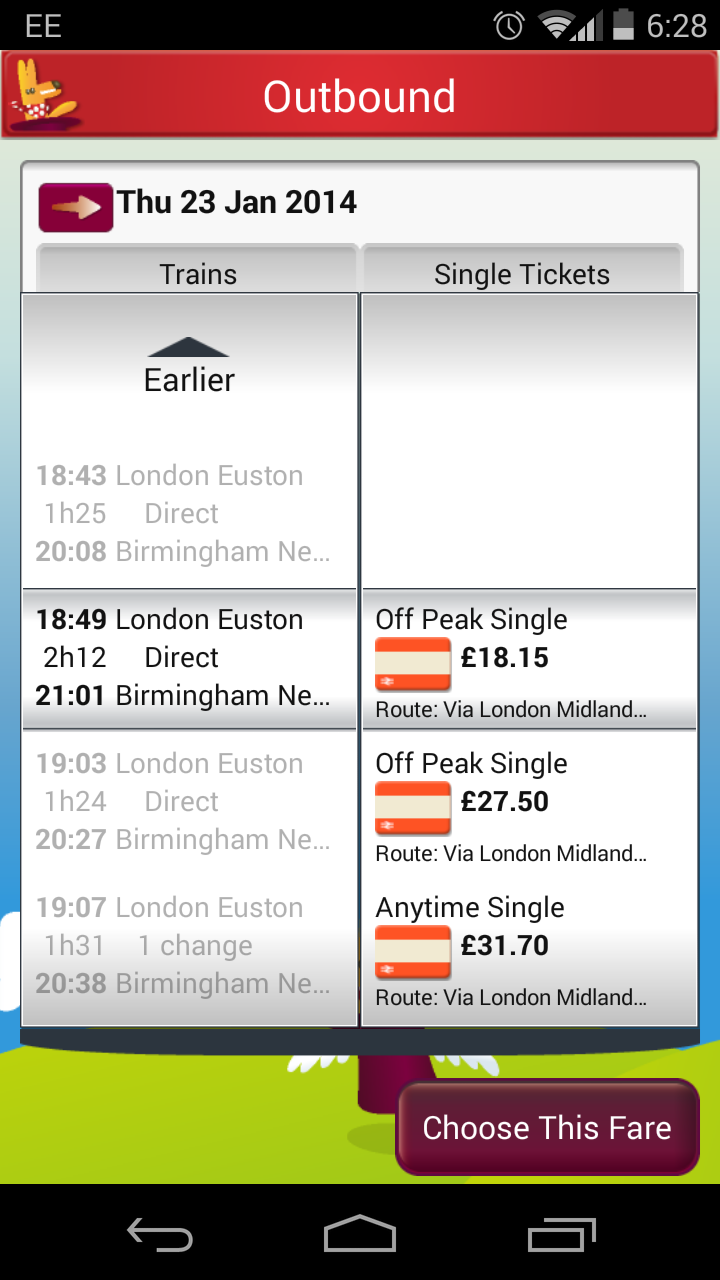 EE 6:28
Outbound
Thu 23 Jan 2014
Trains Single Tickets
Earlier
18:43 London Euston
1h25 Direct
20:08 Birmingham Ne...
18:49 London Euston
2h12 Direct
21:01 Birmingham Ne...
Off Peak Single
£18.15
Route: Via London Midland...
19:03 London Euston
1h24 Direct
20:27 Birmingham Ne...
Off Peak Single
£27.50
Route: Via London Midland...
19:07 London Euston
1h31 1 change
20:38 Birmingham Ne...
Anytime Single
£31.70
Route: Via London Midland...
Choose This Fare